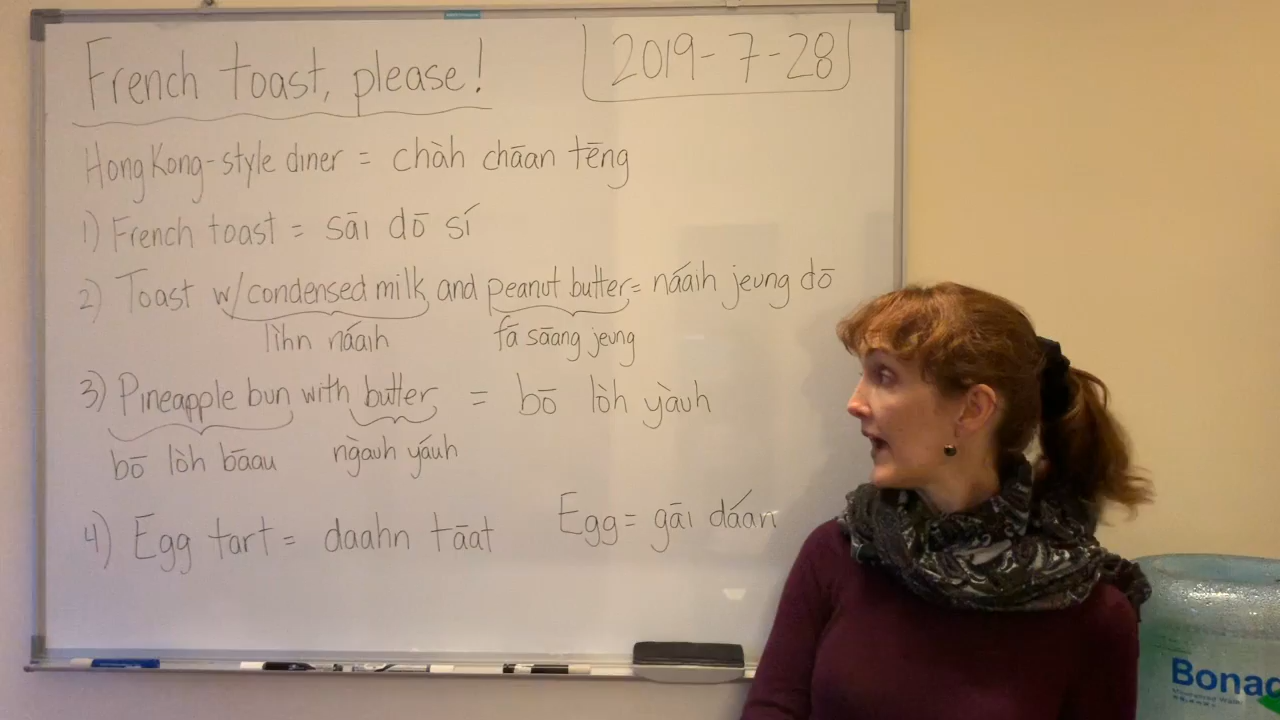 French toast, please!
2019-7-28
Hong Kong-style diner = chàh chāan tēng
1) French toast = sāi dō sí
2) Toast w/condensed milk and peanut butter = náaih jeung dō
lìhn náaih
fā sāang jeung
3) Pineapple bun with butter = bō lòh yàuh
bō lòh bāau
ngàuh yáuh
4) Egg tart = daahn tāat
Egg = gāi dáan
Bonaq